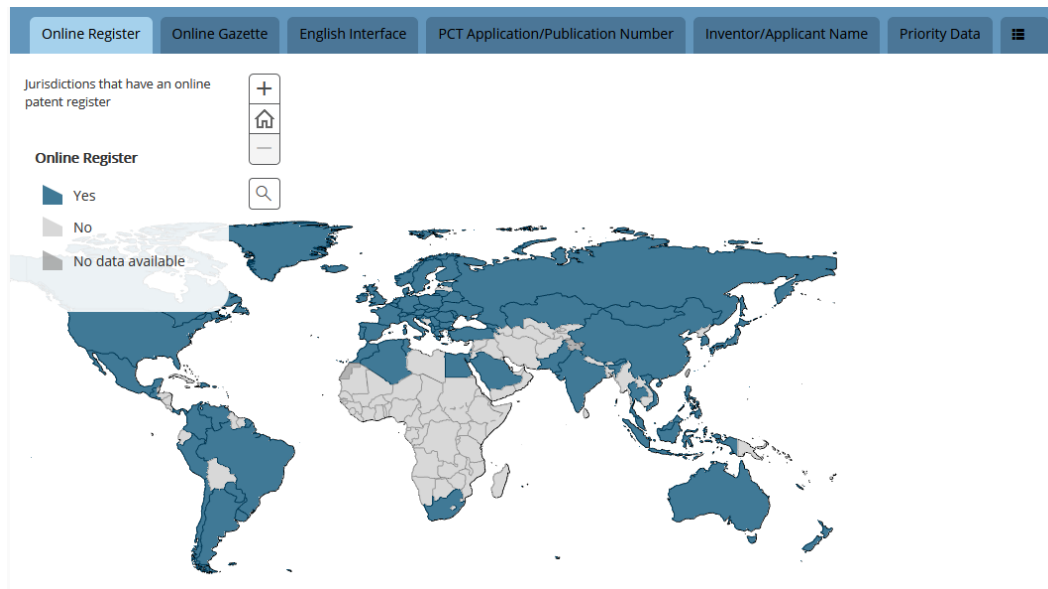 Online Register
Online Gazette
English Interface
PCT Application/Publication Number
Inventor/Applicant Name
Priority Data
Jurisdictions that have an online
patent register
Online Register
Yes
No
No data available